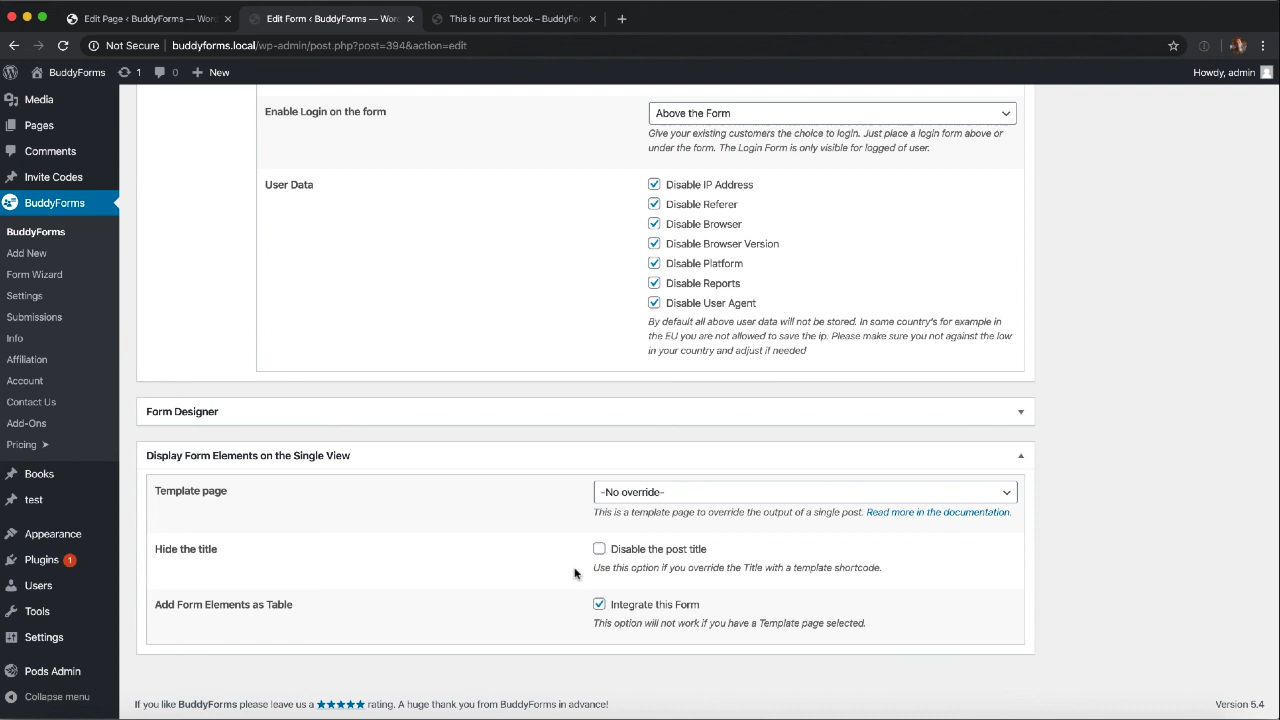 Edit Page ‹ BuddyForms — Wor
Edit Form ‹ BuddyForms — Wor
This is our first book – BuddyFo
Not Secure
buddyforms.local/wp-admin/post.php?post=394&action=edit
BuddyForms
1
0
New
Howdy, admin
Media
Pages
Comments
Invite Codes
BuddyForms
BuddyForms
Add New
Form Wizard
Settings
Submissions
Info
Affiliation
Account
Contact Us
Add-Ons
Pricing ➤
Books
test
Appearance
Plugins 1
Users
Tools
Settings
Pods Admin
Collapse menu
Enable Login on the form
Above the Form
Give your existing customers the choice to login. Just place a login form above or
under the form. The Login Form is only visible for logged of user.
User Data
Disable IP Address
Disable Referer
Disable Browser
Disable Browser Version
Disable Platform
Disable Reports
Disable User Agent
By default all above user data will not be stored. In some country's for example in
the EU you are not allowed to save the ip. Please make sure you not against the low
in your country and adjust if needed
Form Designer
Display Form Elements on the Single View
Template page
-No override-
This is a template page to override the output of a single post. Read more in the documentation.
Hide the title
Disable the post title
Use this option if you override the Title with a template shortcode.
Add Form Elements as Table
Integrate this Form
This option will not work if you have a Template page selected.
If you like BuddyForms please leave us a ★★★★★ rating. A huge thank you from BuddyForms in advance!
Version 5.4